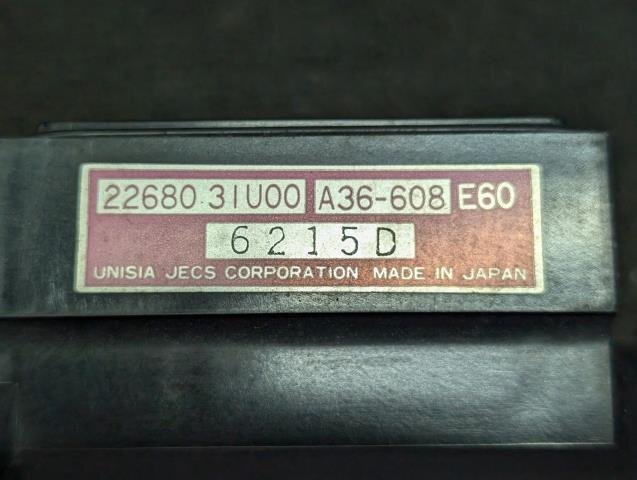 22680 31U00 A36-608 E60
6215D
UNISIA JECS CORPORATION MADE IN JAPAN